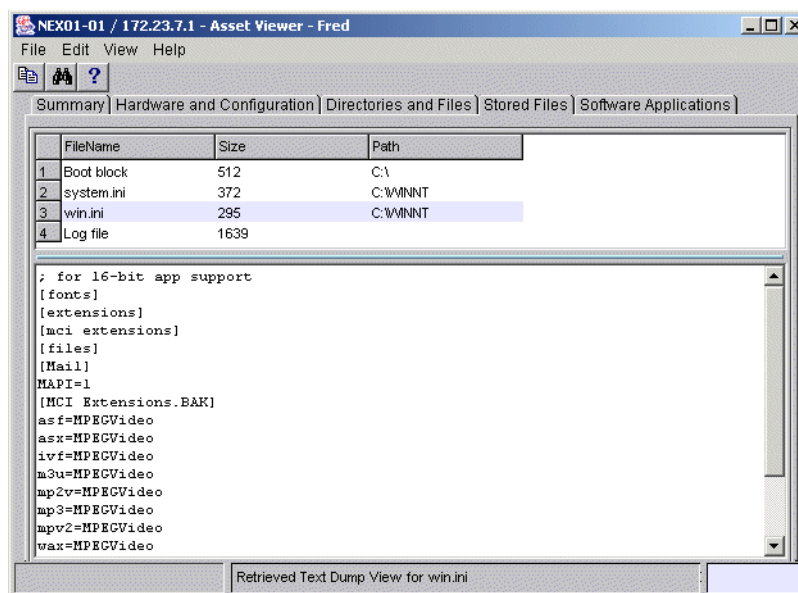 NEX01-01 / 172.23.7.1 - Asset Viewer - Fred
File Edit View Help
?
Summary Hardware and Configuration Directories and Files Stored Files Software Applications
FileName Size Path
1 Boot block 512 C:\
2 system.ini 372 C:\WINNT
3 win.ini 295 C:\WINNT
4 Log file 1639
; for 16-bit app support
[fonts]
[extensions]
[mci extensions]
[files]
[Mail]
MAPI=1
[MCI Extensions.BAK]
asf=MPEGVideo
asx=MPEGVideo
ivf=MPEGVideo
m3u=MPEGVideo
mp2v=MPEGVideo
mp3=MPEGVideo
mpv2=MPEGVideo
wax=MPEGVideo
Retrieved Text Dump View for win.ini